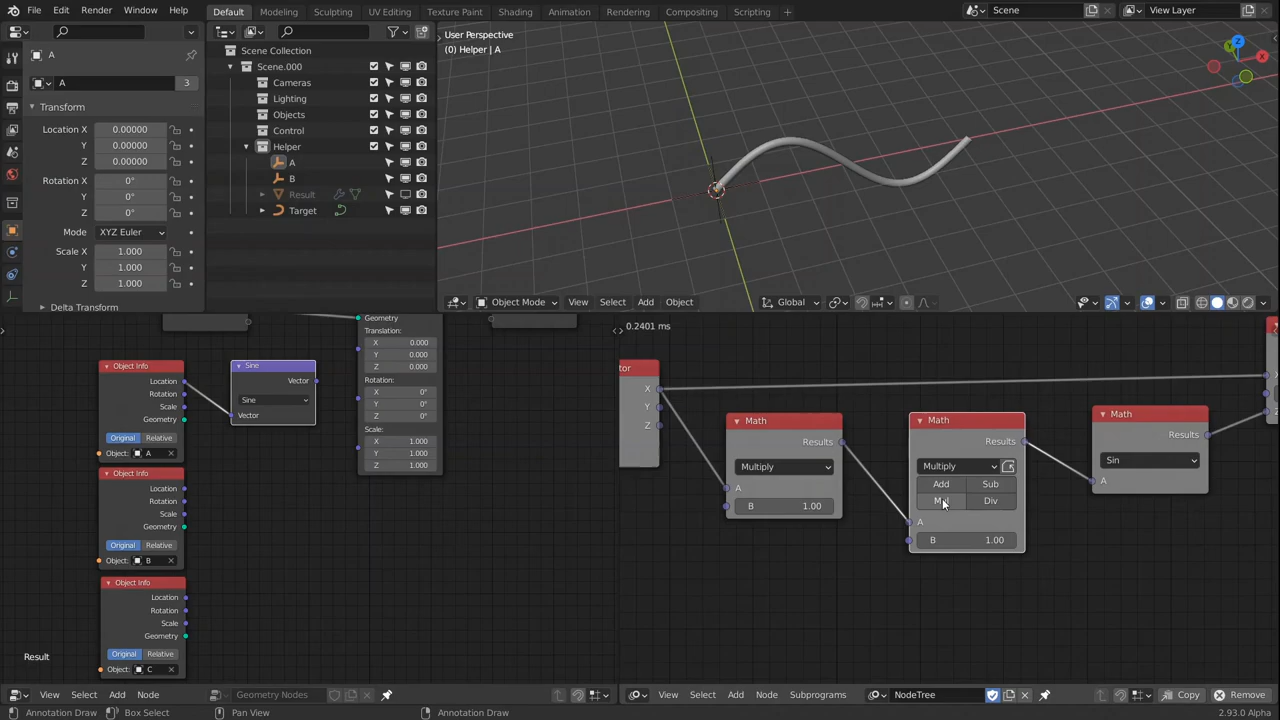 File Edit Render Window Help Default Modeling Sculpting UV Editing Texture Paint Shading Animation Rendering Compositing Scripting Scene View Layer
A
A 3
Transform
Location X 0.00000
Y 0.00000
Z 0.00000
Rotation X 0°
Y 0°
Z 0°
Mode XYZ Euler
Scale X 1.000
Y 1.000
Z 1.000
Delta Transform
Scene Collection
Scene.000
Cameras
Lighting
Objects
Control
Helper
A
B
Result
Target
User Perspective
(0) Helper | A
Z
Y
X
Object Mode View Select Add Object Global
Object Info
Location
Rotation
Scale
Geometry
Original Relative
Object: A
Object Info
Location
Rotation
Scale
Geometry
Original Relative
Object: B
Object Info
Location
Rotation
Scale
Geometry
Original Relative
Object: C
Sine
Vector
Sine
Vector
Geometry
Translation:
X 0.000
Y 0.000
Z 0.000
Rotation:
X 0°
Y 0°
Z 0°
Scale:
X 1.000
Y 1.000
Z 1.000
Result
View Select Add Node Geometry Nodes
0.2401 ms
tor
X
Y
Z
Math
Results
Multiply
A
B 1.00
Math
Results
Multiply
Add Sub
Div
A
B 1.00
Math
Results
Sin
A
View Select Add Node Subprograms NodeTree Copy Remove
Annotation Draw Box Select Pan View Annotation Draw 2.93.0 Alpha